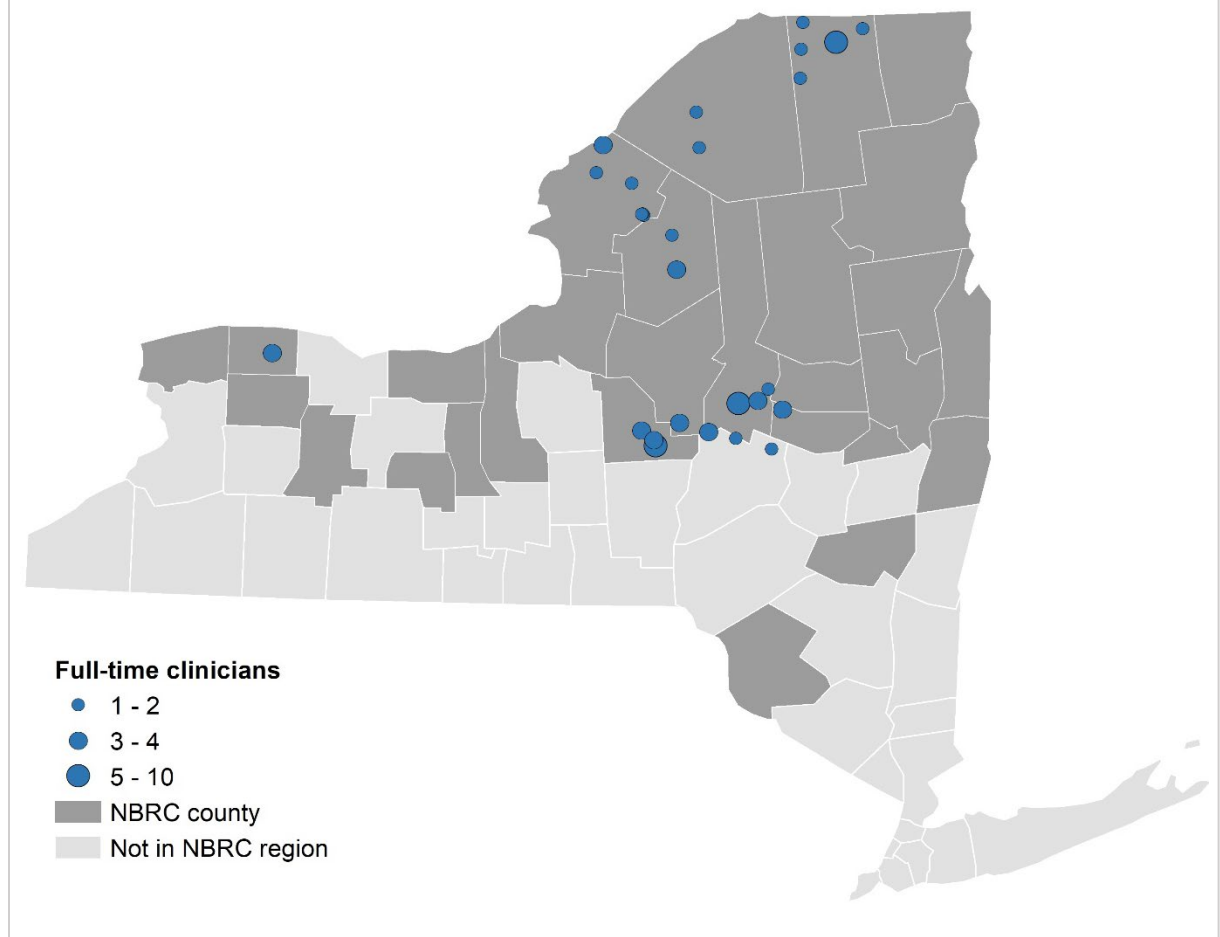 Full-time clinicians
1 - 2
3 - 4
5 - 10
NBRC county
Not in NBRC region